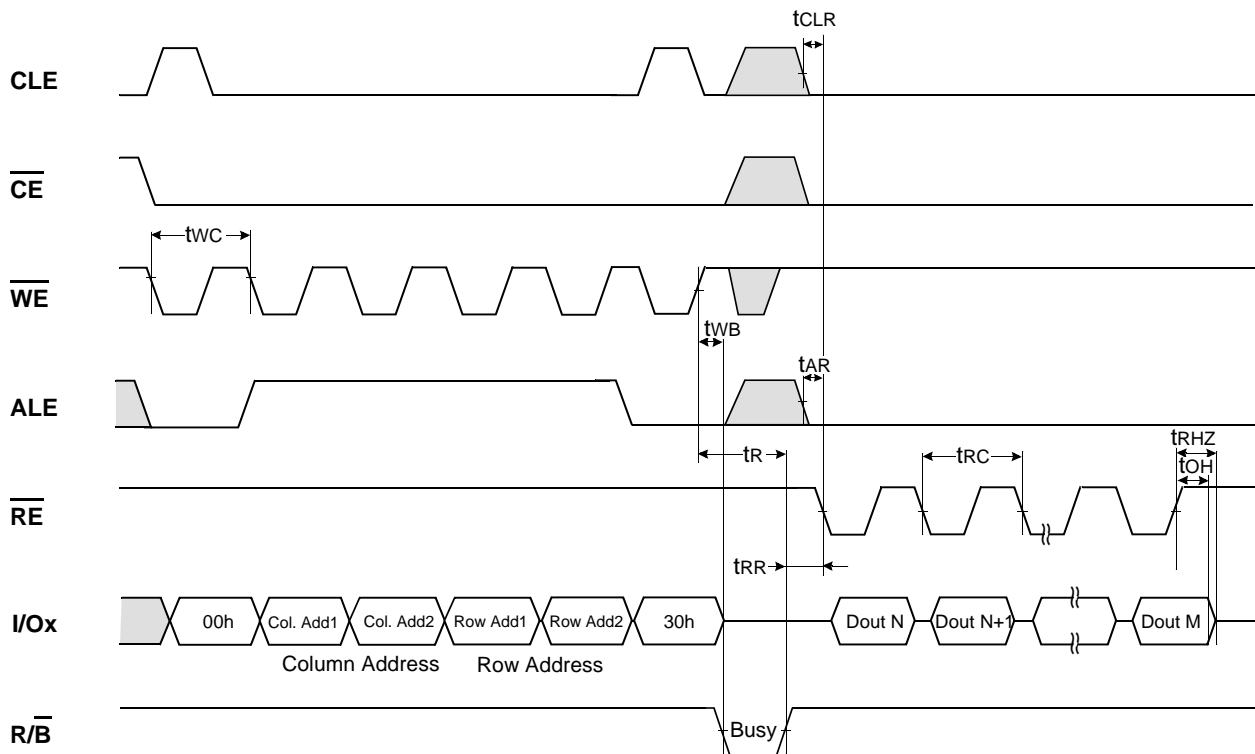 tCLR
CLE
CE
tWC
WE
tWB
tAR
ALE
tRHZ
tR
tRC
tOH
RE
tRR
I/Ox
00h
Col. Add1
Col. Add2
Row Add1
Row Add2
30h
Dout N
Dout N+1
Dout M
Column Address
Row Address
R/B
Busy